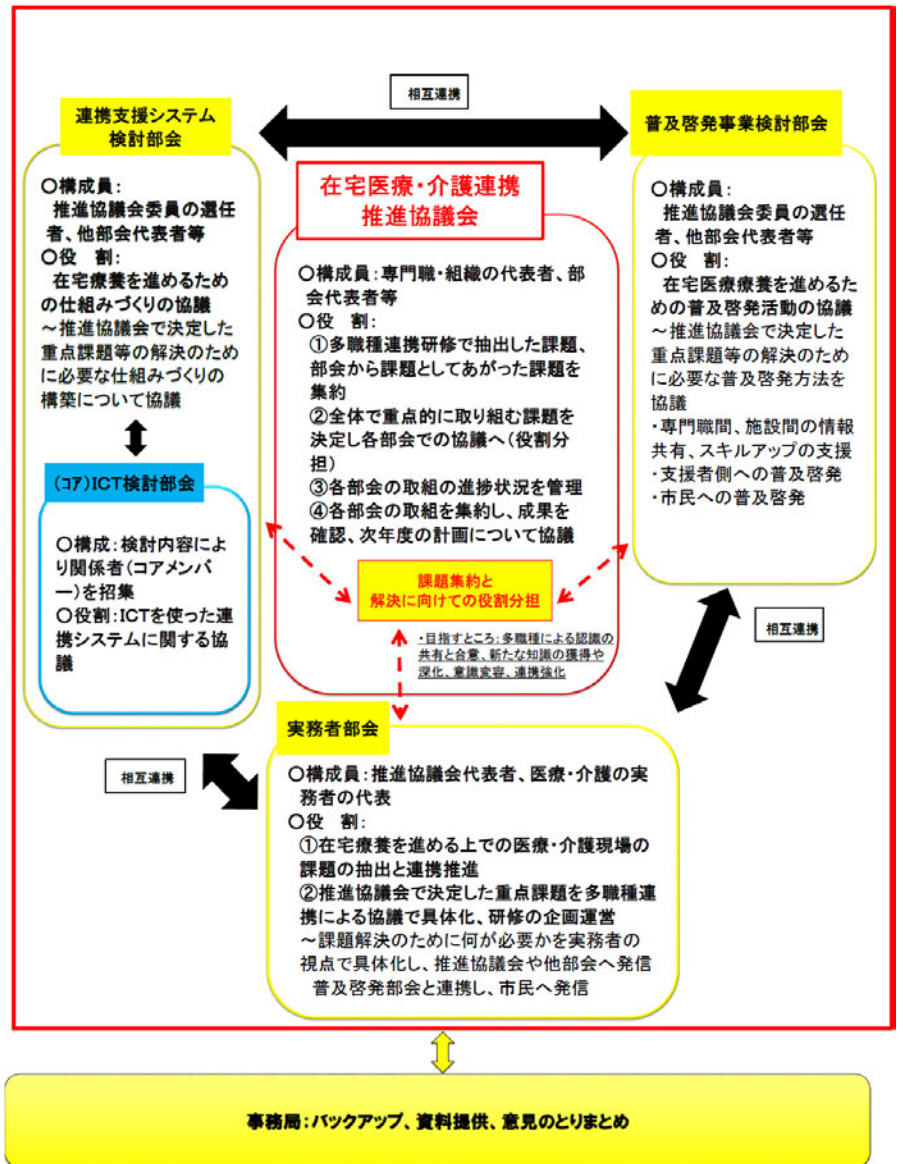 相互連携
連携支援システム
検討部会
○構成員:
推進協議会委員の選任
者、他部会代表者等
○役　割:
在宅療養を進めるため
の仕組みづくりの協議
～推進協議会で決定した
重点課題等の解決のため
に必要な仕組みづくりの
構築について協議
(コア)ICT検討部会
○構成:検討内容によ
り関係者(コアメンバ
ー)を招集
○役割:ICTを使った連
携システムに関する協
議
在宅医療・介護連携
推進協議会
○構成員:専門職・組織の代表者、部
会代表者等
○役　割:
①多職種連携研修で抽出した課題、
部会から課題としてあがった課題を
集約
②全体で重点的に取り組む課題を
決定し各部会での協議へ(役割分
担)
③各部会の取組の進捗状況を管理
④各部会の取組を集約し、成果を
確認、次年度の計画について協議
課題集約と
解決に向けての役割分担
・目指すところ:多職種による認識の
共有と合意、新たな知識の獲得や
深化、意識変容、連携強化
普及啓発事業検討部会
○構成員:
推進協議会委員の選任
者、他部会代表者等
○役　割:
在宅医療療養を進めるた
めの普及啓発活動の協議
～推進協議会で決定した
重点課題等の解決のため
に必要な普及啓発方法を
協議
・専門職間、施設間の情報
共有、スキルアップの支援
・支援者側への普及啓発
・市民への普及啓発
相互連携
相互連携
実務者部会
○構成員:推進協議会代表者、医療・介護の実
務者の代表
○役　割:
①在宅療養を進める上での医療・介護現場の
課題の抽出と連携推進
②推進協議会で決定した重点課題を多職種連
携による協議で具体化、研修の企画運営
～課題解決のために何が必要かを実務者の
視点で具体化し、推進協議会や他部会へ発信
普及啓発部会と連携し、市民へ発信
事務局:バックアップ、資料提供、意見のとりまとめ